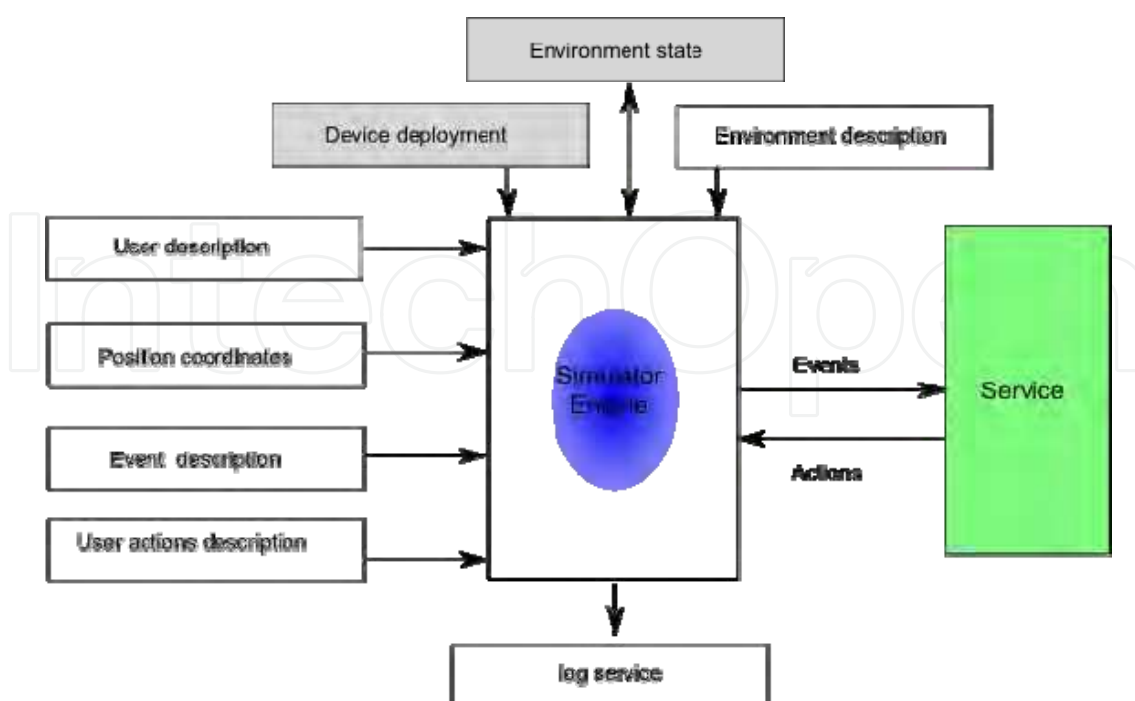 Environment state
Device deployment
Environment description
User description
Position coordinates
Event description
User actions description
Simulator
Engine
Events
Actions
Service
log service
IntechOpen